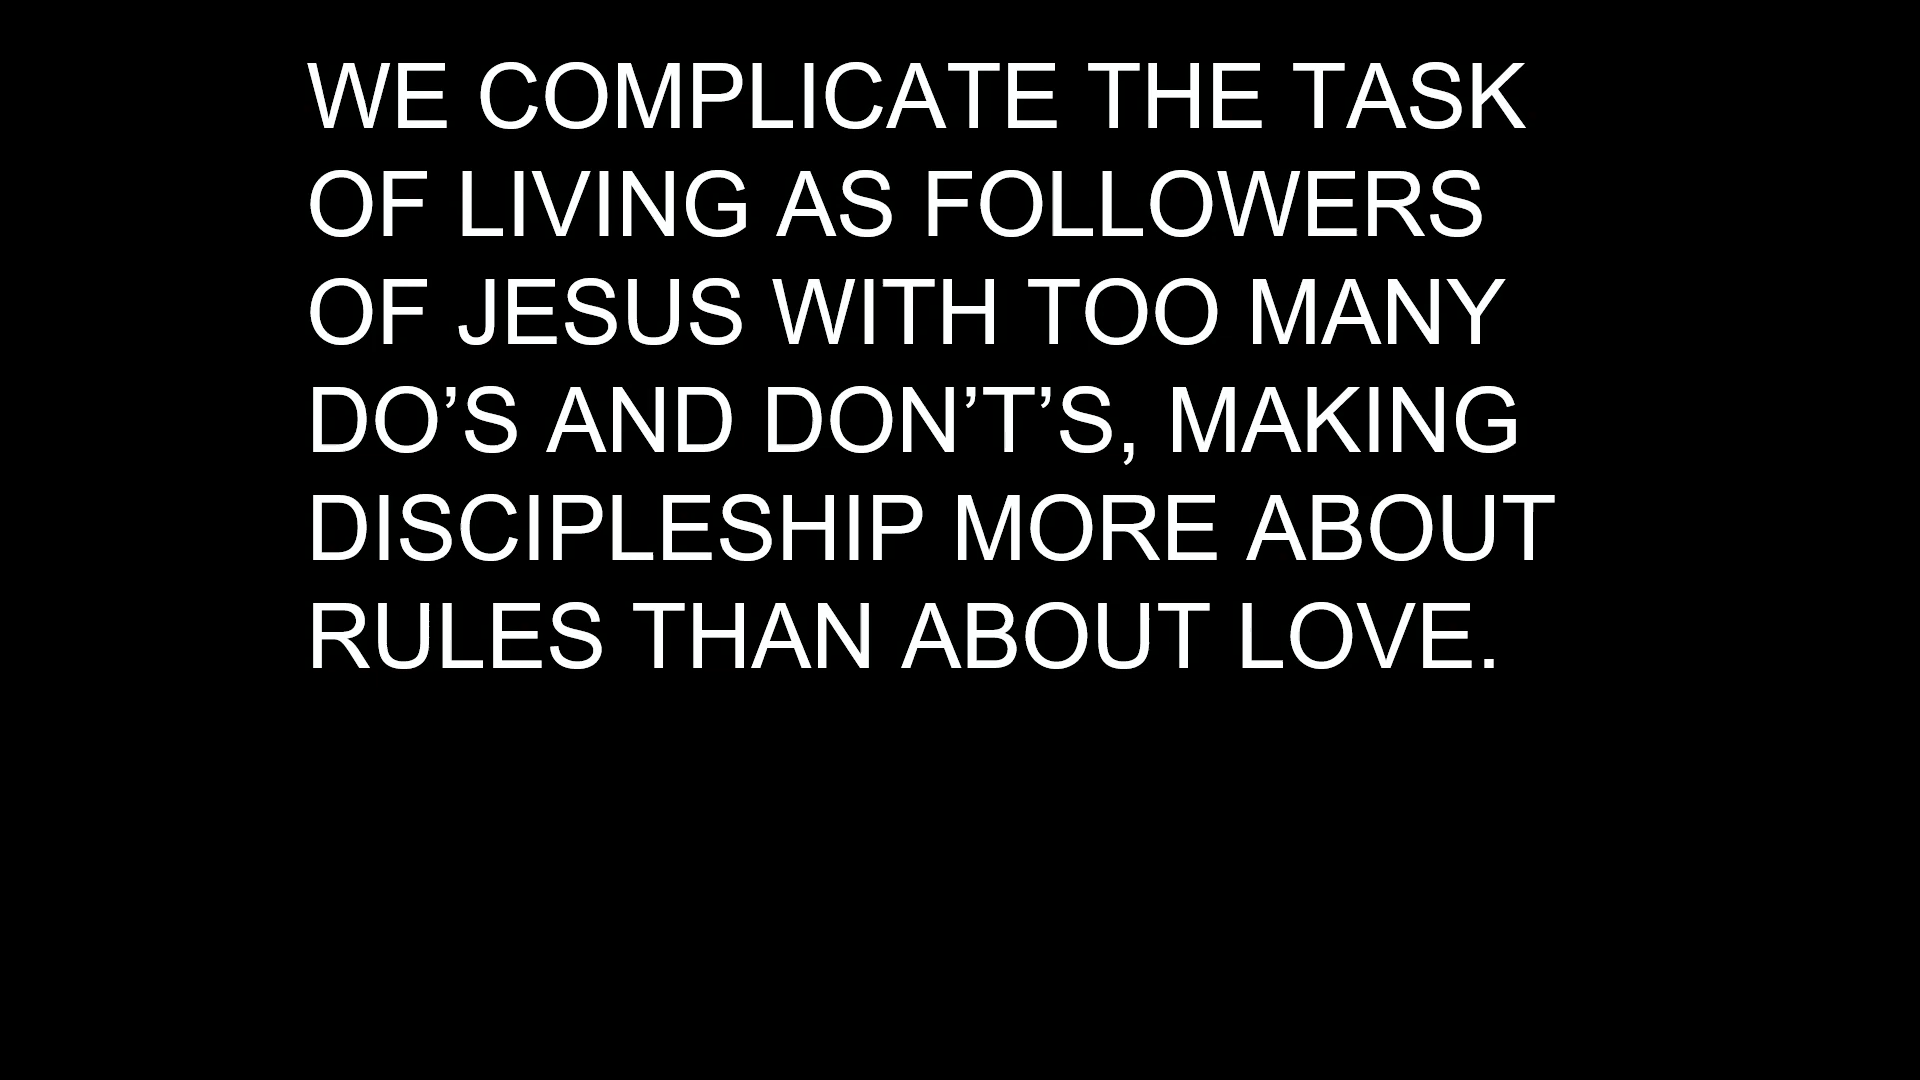 WE COMPLICATE THE TASK
OF LIVING AS FOLLOWERS
OF JESUS WITH TOO MANY
DO’S AND DON’T’S, MAKING
DISCIPLESHIP MORE ABOUT
RULES THAN ABOUT LOVE.